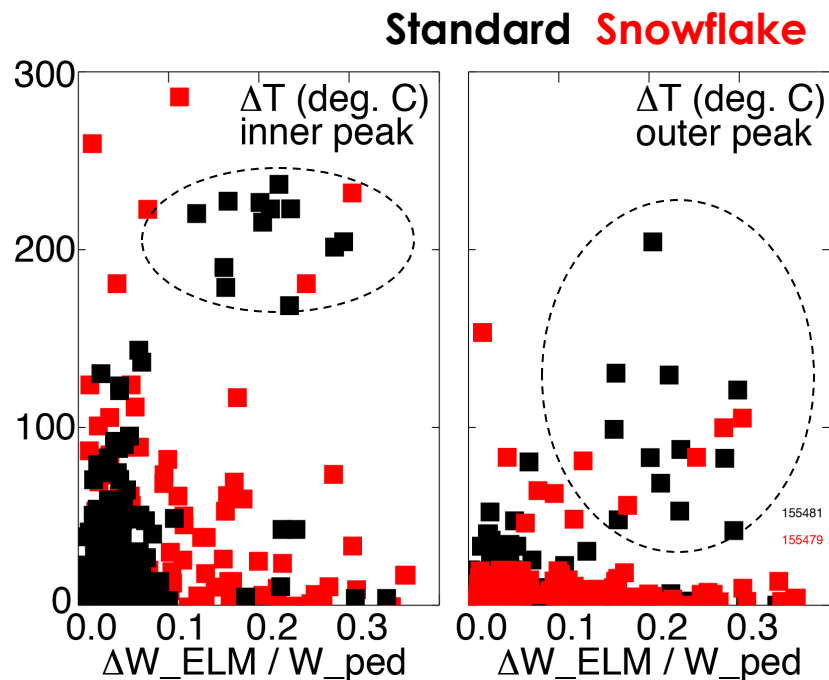 Standard Snowflake
300
200
100
0
ΔT (deg. C)
inner peak
0.0 0.1 0.2 0.3
ΔW_ELM / W_ped
ΔT (deg. C)
outer peak
155481
155479
0.0 0.1 0.2 0.3
ΔW_ELM / W_ped